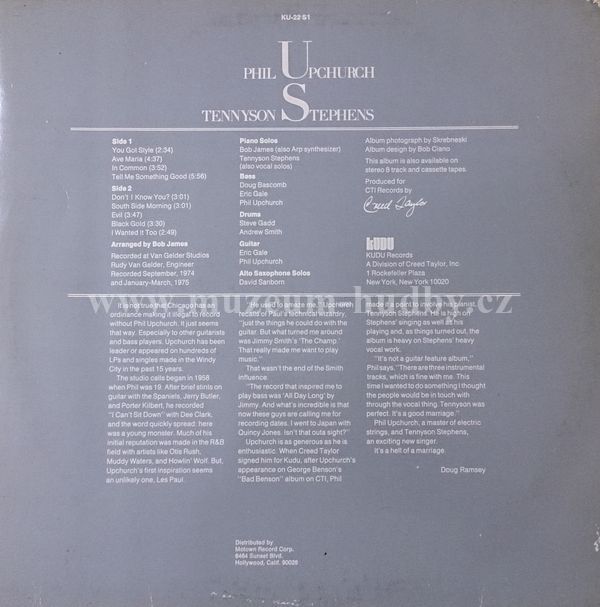 KU-22 S1
PHIL UPCHURCH
TENNYSON STEPHENS
Side 1
You Got Style (2:34)
Ave Maria (4:37)
In Common (3:52)
Tell Me Something Good (5:56)
Side 2
Don't I Know You? (3:01)
South Side Morning (3:01)
Evil (3:47)
Black Gold (3:30)
I Wanted It Too (2:49)
Arranged by Bob James
Recorded at Van Gelder Studios
Rudy Van Gelder, Engineer
Recorded September, 1974
and January-March, 1975
Piano Solos
Bob James (also Arp synthesizer)
Tennyson Stephens
(also vocal solos)
Bass
Doug Bascomb
Eric Gale
Phil Upchurch
Drums
Steve Gadd
Andrew Smith
Guitar
Eric Gale
Phil Upchurch
Alto Saxophone Solos
David Sanborn
Album photograph by Skrebneski
Album design by Bob Ciano
This album is also available on
stereo 8 track and cassette tapes.
Produced for
CTI Records by
Creed Taylor
KUDU
KUDU Records
A Division of Creed Taylor, Inc.
1 Rockefeller Plaza
New York, New York 10020
www.muzeum-hudby.cz
It is not true that Chicago has an
ordinance making it illegal to record
without Phil Upchurch. It just seems
that way. Especially to other guitarists
and bass players. Upchurch has been
leader or appeared on hundreds of
LPs and singles made in the Windy
City in the past 15 years.
The studio calls began in 1958
when Phil was 19. After brief stints on
guitar with the Spaniels, Jerry Butler,
and Porter Kilbert, he recorded
"I Can't Sit Down" with Dee Clark,
and the word quickly spread: here
was a young monster. Much of his
initial reputation was made in the R&B
field with artists like Otis Rush,
Muddy Waters, and Howlin' Wolf. But,
Upchurch's first inspiration seems
an unlikely one, Les Paul.
"He used to amaze me," Upchurch
recalls of Paul's technical wizardry,
"just the things he could do with the
guitar. But what turned me around
was Jimmy Smith's 'The Champ.'
That really made me want to play
music."
That wasn't the end of the Smith
influence.
"The record that inspired me to
play bass was 'All Day Long' by
Jimmy. And what's incredible is that
now these guys are calling me for
recording dates. I went to Japan with
Quincy Jones. Isn't that outa sight?"
Upchurch is as generous as he is
enthusiastic. When Creed Taylor
signed him for Kudu, after Upchurch's
appearance on George Benson's
"Bad Benson" album on CTI, Phil
made it a point to involve his pianist,
Tennyson Stephens. He is high on
Stephens' singing as well as his
playing and, as things turned out, the
album is heavy on Stephens' heavy
vocal work.
"It's not a guitar feature album,"
Phil says. "There are three instrumental
tracks, which is fine with me. This
time I wanted to do something I thought
the people would be in touch with
through the vocal thing. Tennyson was
perfect. It's a good marriage."
Phil Upchurch, a master of electric
strings, and Tennyson Stephens,
an exciting new singer.
It's a hell of a marriage.
Doug Ramsey
Distributed by
Motown Record Corp.
6464 Sunset Blvd.
Hollywood, Calif. 90028